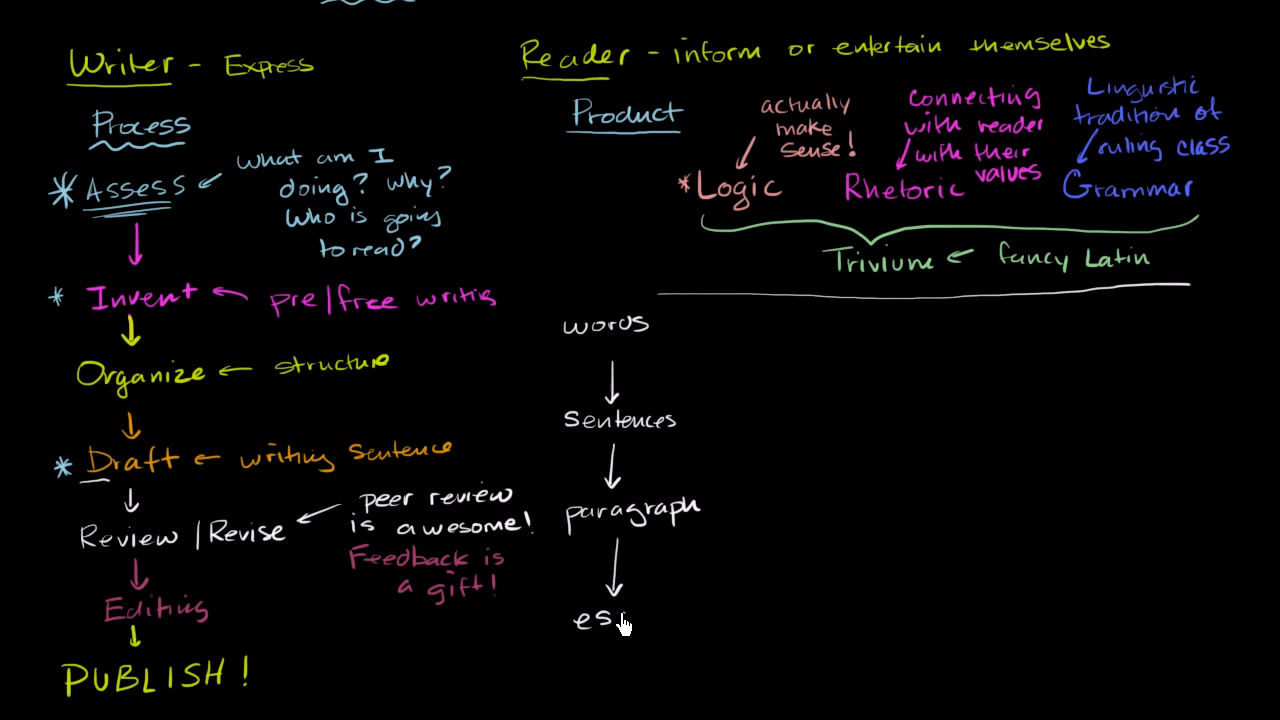 Writer - Express
Process
* Assess
what am I
doing? why?
who is going
to read?
* Invent ← pre/free writing
Organize ← structure
* Draft ← writing sentence
Review / Revise
peer review
is awesome!
Feedback is
a gift!
Editing
PUBLISH!
Reader - inform or entertain themselves
Product
actually
make
sense!
*Logic
connecting
with reader
with their
values
Rhetoric
Linguistic
tradition of
ruling class
Grammar
Trivium ← fancy Latin
words
Sentences
paragraph
es